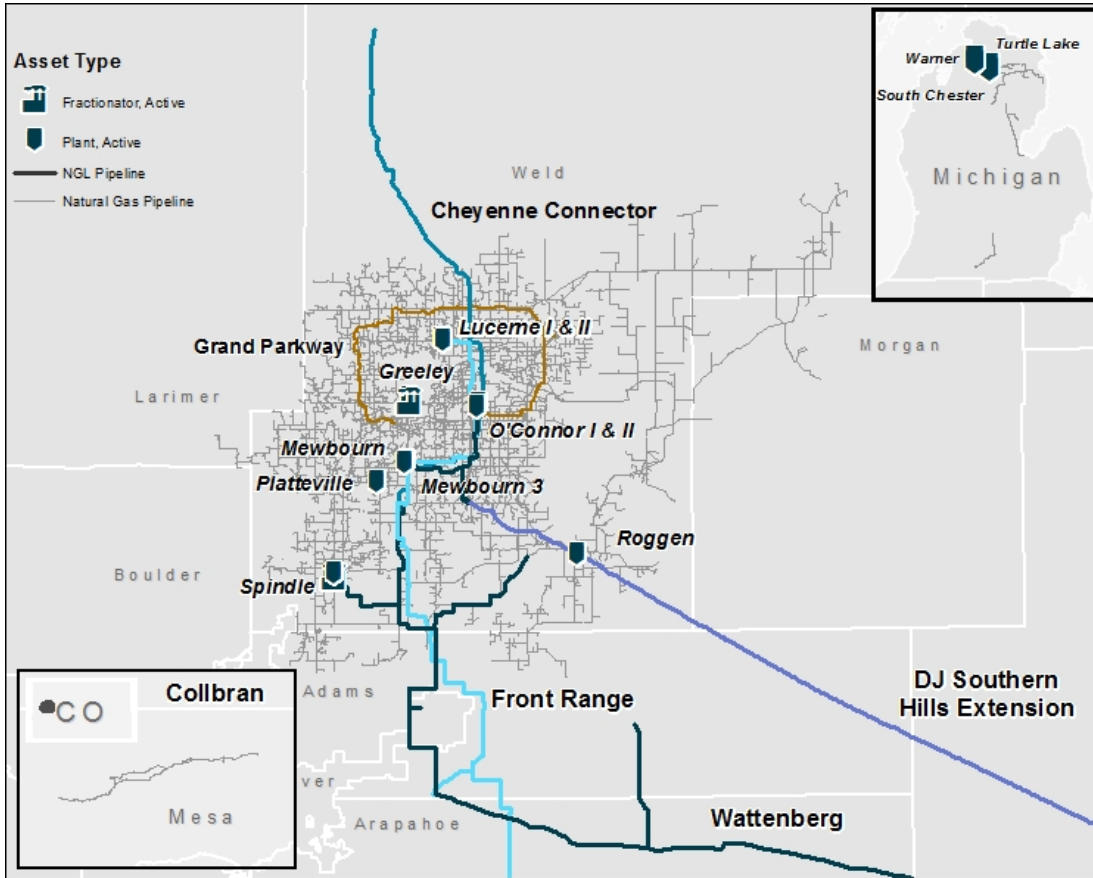 Asset Type
Fractionator, Active
Plant, Active
NGL Pipeline
Natural Gas Pipeline
Turtle Lake
Warner
South Chester
Michigan
Weld
Cheyenne Connector
Lucerne I & II
Grand Parkway
Morgan
Greeley
Larimer
O'Connor I & II
Mewbourn
Platteville
Mewbourn 3
Roggen
Boulder
Spindle
Collbran
CO
Mesa
Adams
Front Range
DJ Southern
Hills Extension
ver
Arapahoe
Wattenberg